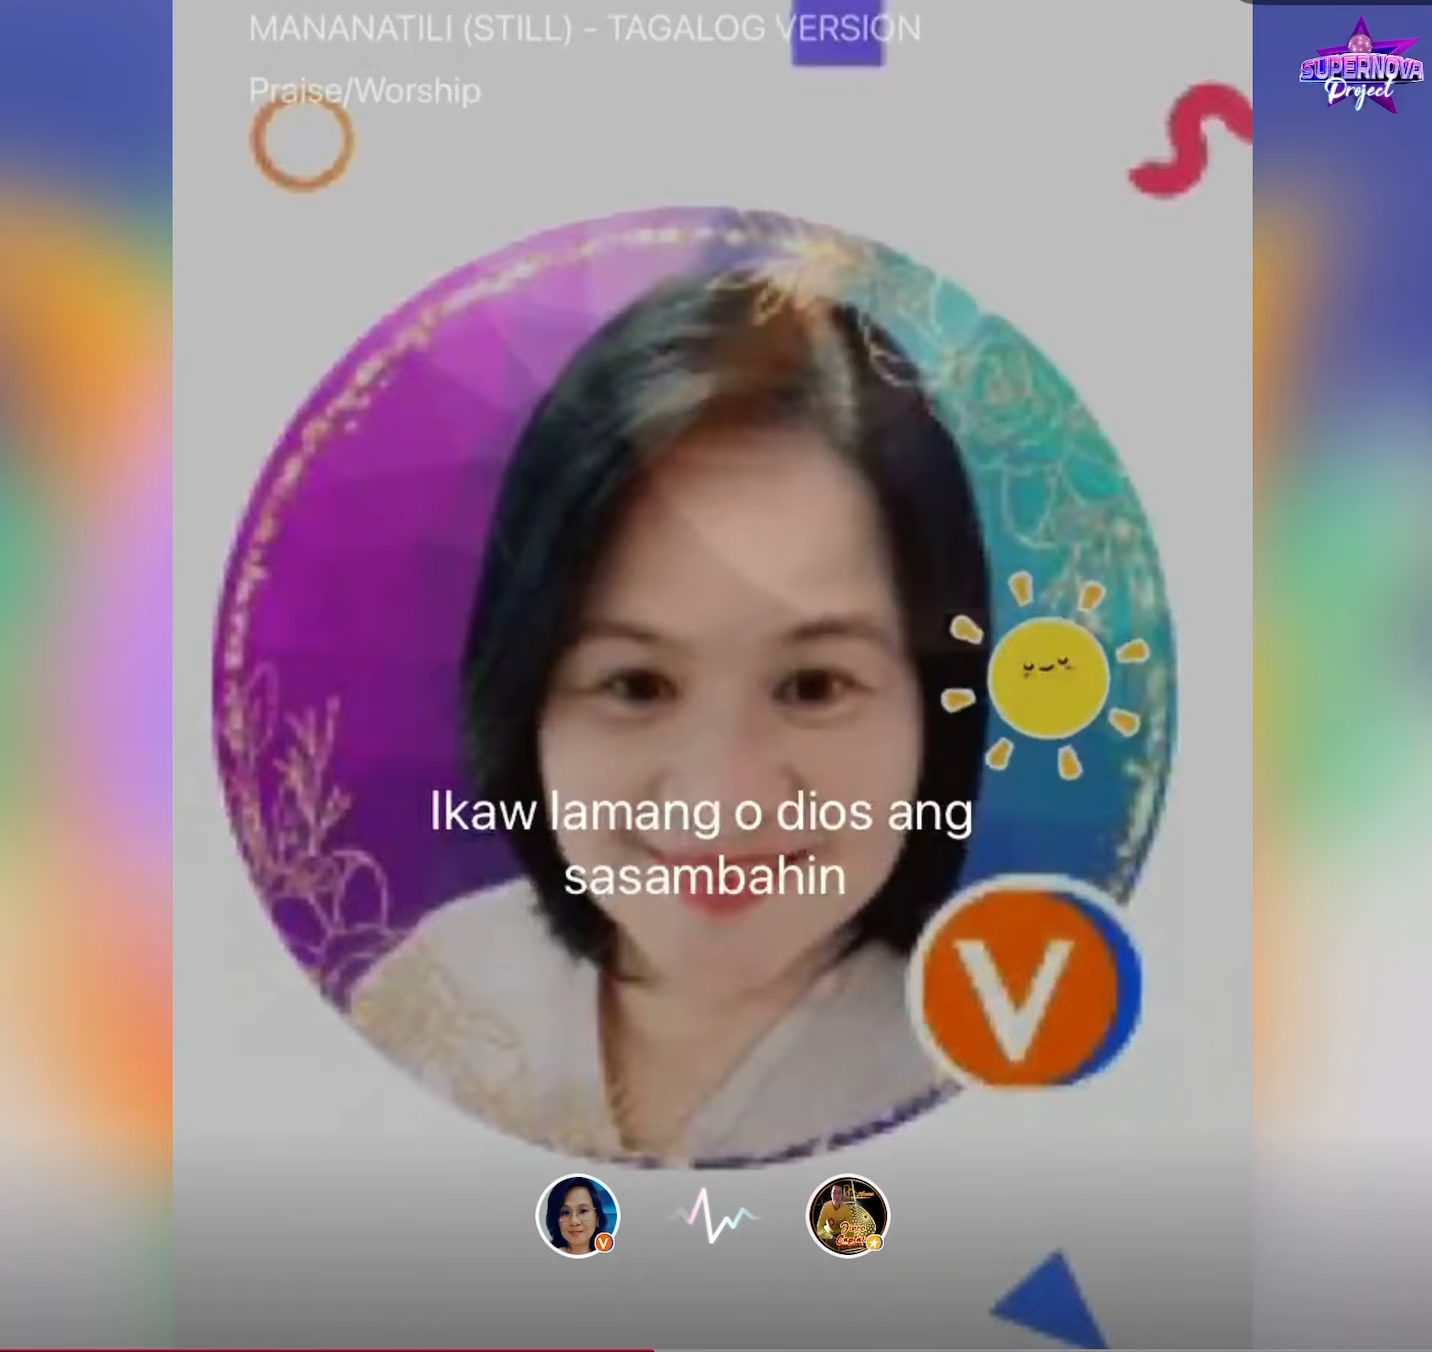 MANANATILI (STILL) - TAGALOG VERSION
Praise/Worship
SUPERNOVA
Project
Ikaw lamang o dios ang
sasambahin
V
V